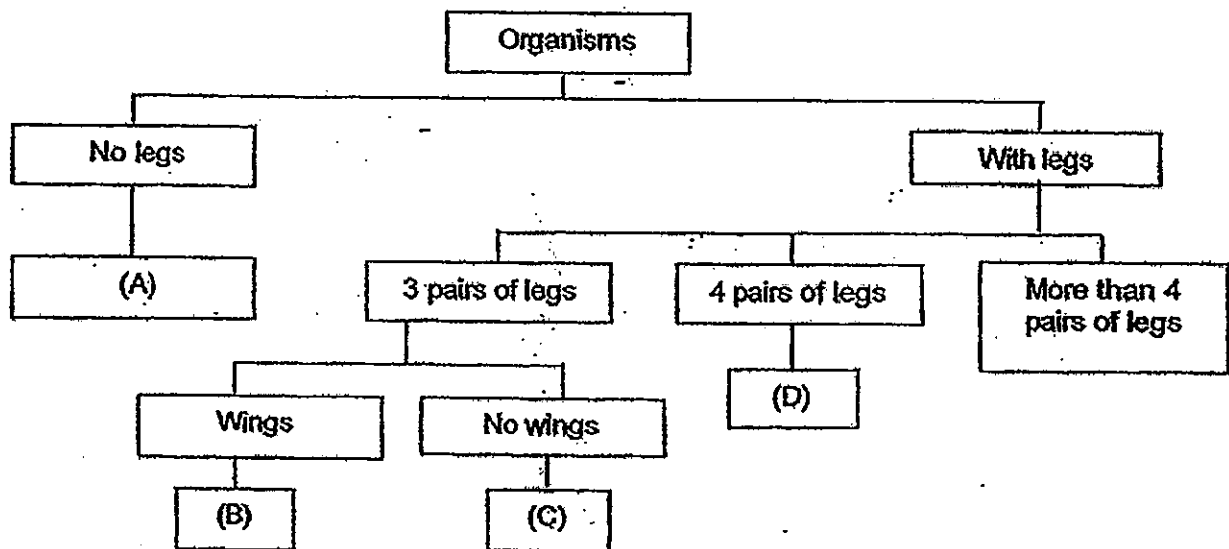 Organisms
No legs
With legs
(A)
3 pairs of legs
4 pairs of legs
More than 4
pairs of legs
Wings
No wings
(D)
(B)
(C)